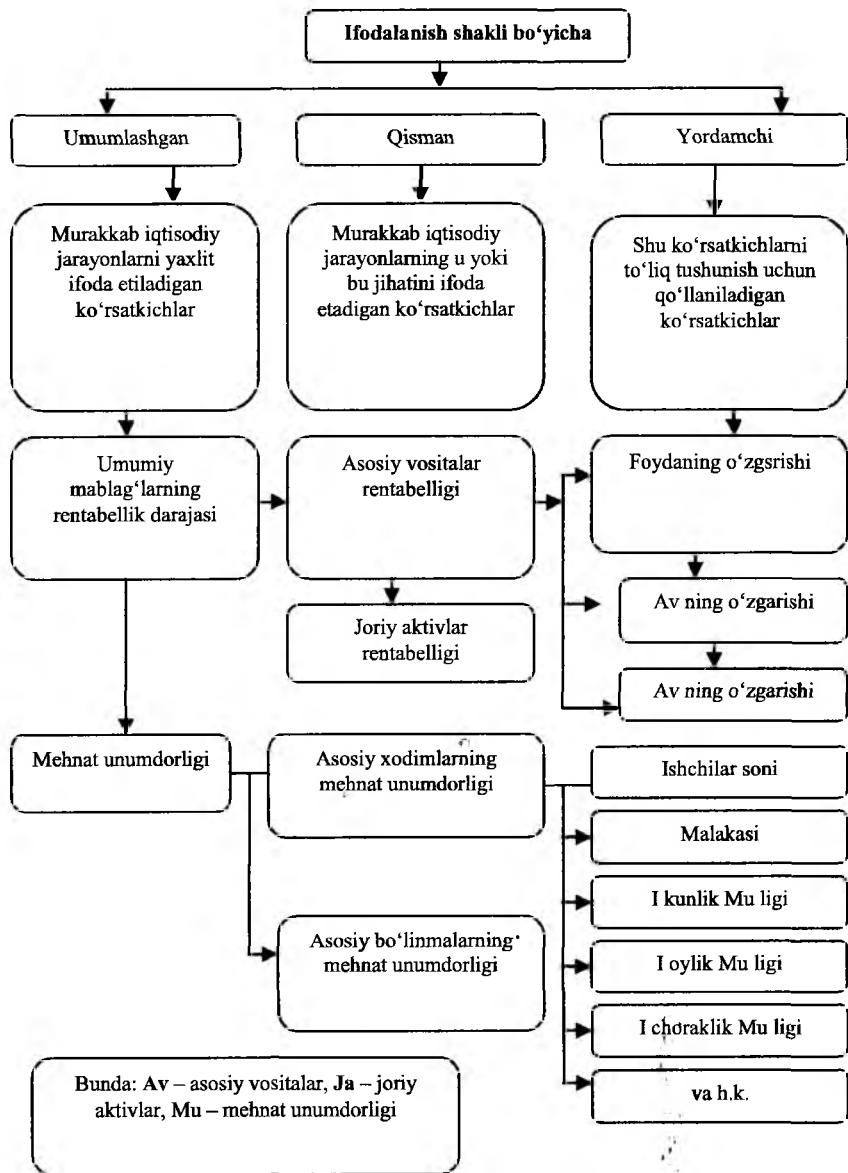 Ifodalanish shakli bo‘yicha
Umumlashgan
Qisman
Yordamchi
Murakkab iqtisodiy
jarayonlarni yaxlit
ifoda etiladigan
ko‘rsatkichlar
Murakkab iqtisodiy
jarayonlarning u yoki
bu jihatini ifoda
etadigan ko‘rsatkichlar
Shu ko‘rsatkichlarni
to‘liq tushunish uchun
qo‘llaniladigan
ko‘rsatkichlar
Umumiy
mablag‘larning
rentabellik darajasi
Asosiy vositalar
rentabelligi
Foydaning o‘zgsrishi
Joriy aktivlar
rentabelligi
Av ning o‘zgarishi
Av ning o‘zgarishi
Mehnat unumdorligi
Asosiy xodimlarning
mehnat unumdorligi
Ishchilar soni
Malakasi
I kunlik Mu ligi
Asosiy bo‘linmalarning
mehnat unumdorligi
I oylik Mu ligi
I choraklik Mu ligi
va h.k.
Bunda: Av – asosiy vositalar, Ja – joriy
aktivlar, Mu – mehnat unumdorligi